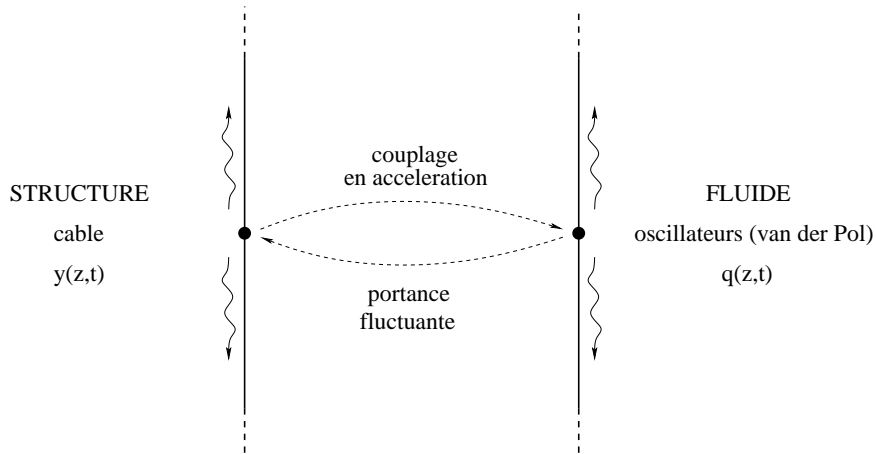 couplage
en acceleration
STRUCTURE
cable
y(z,t)
FLUIDE
oscillateurs (van der Pol)
q(z,t)
portance
fluctuante